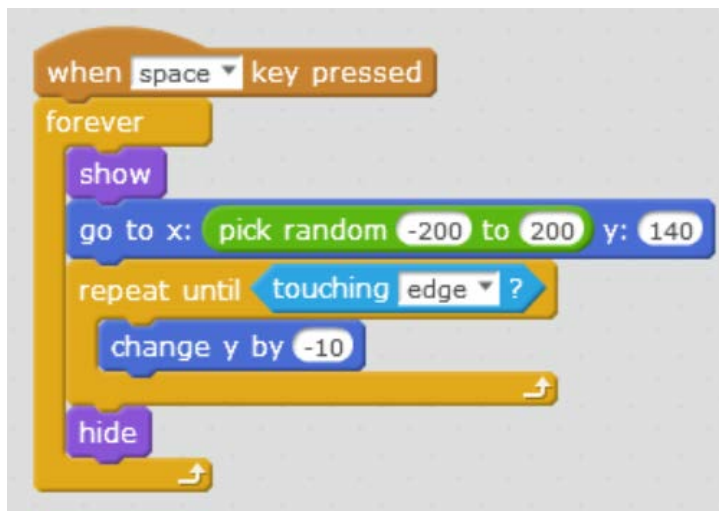 when space key pressed
forever
show
go to x: pick random -200 to 200 y: 140
repeat until touching edge ?
change y by -10
hide